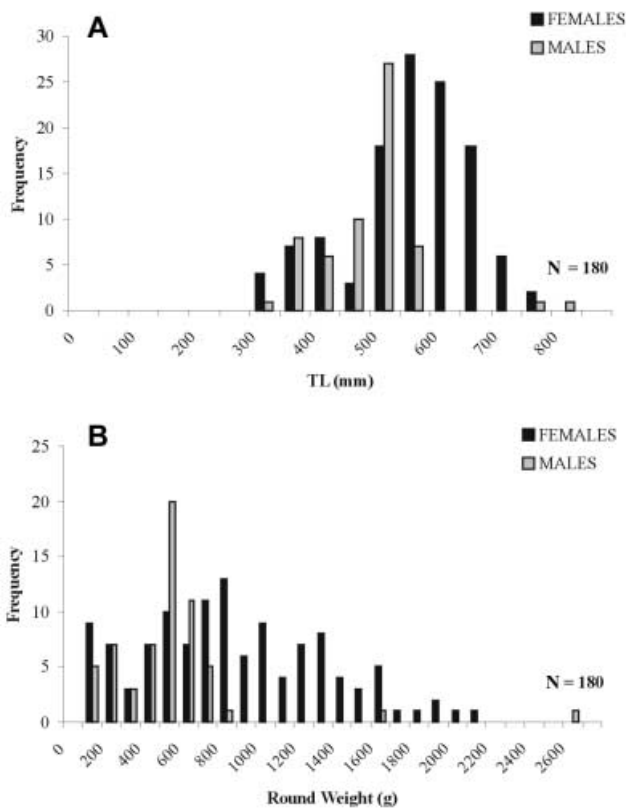 A
FEMALES
MALES
30
25
20
15
10
5
0
Frequency
N = 180
0 100 200 300 400 500 600 700 800
TL (mm)
B
FEMALES
MALES
25
20
15
10
5
0
Frequency
N = 180
0 200 400 600 800 1000 1200 1400 1600 1800 2000 2200 2400 2600
Round Weight (g)